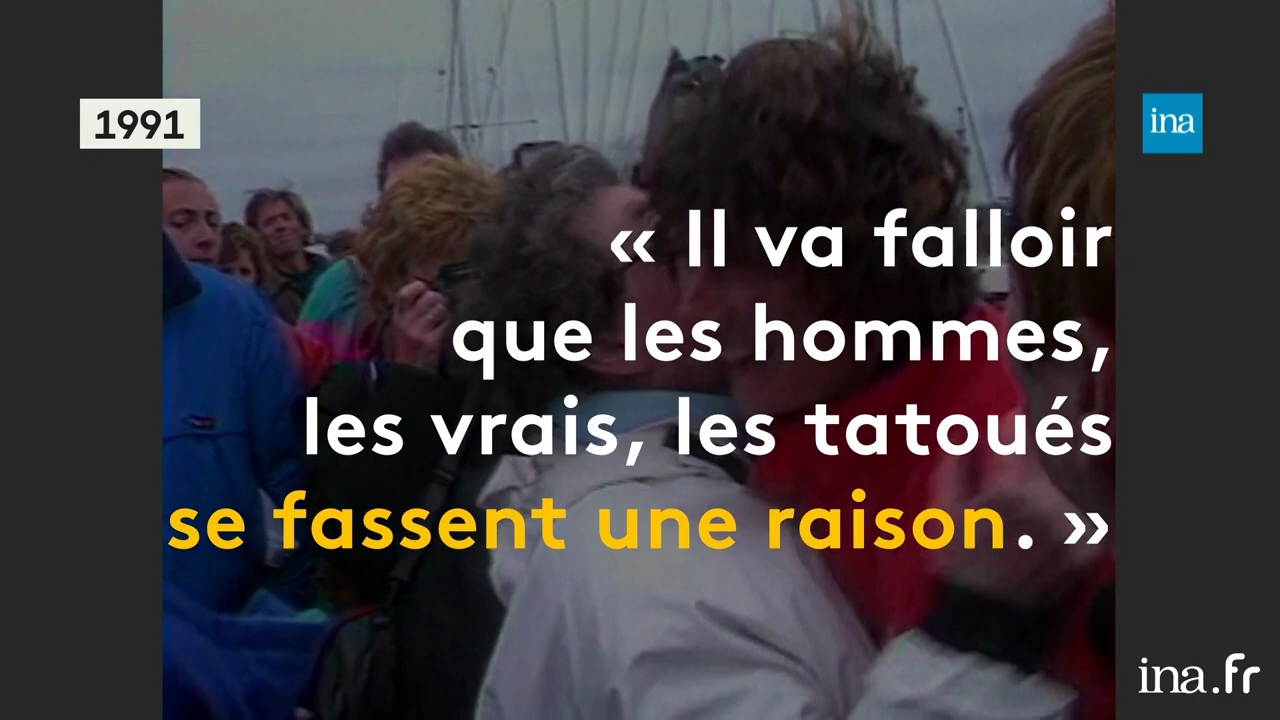 1991
ina
« Il va falloir
que les hommes,
les vrais, les tatoués
se fassent une raison. »
ina.fr